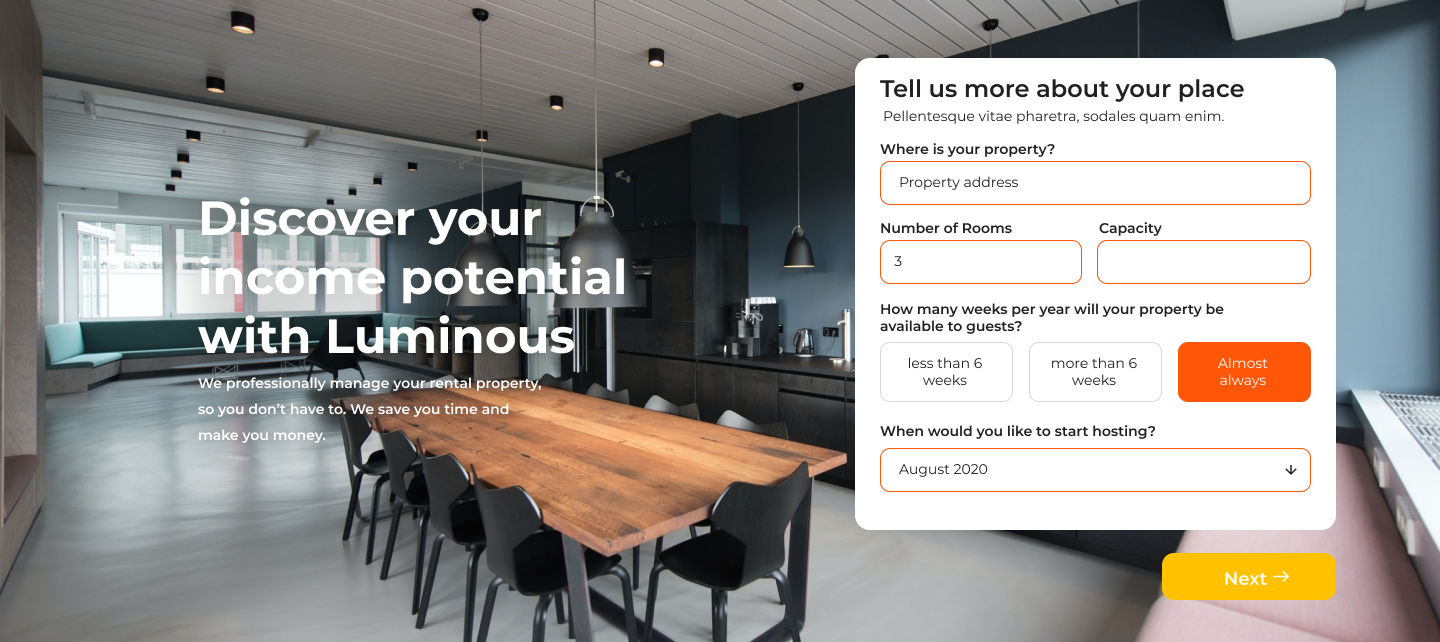 Discover your
income potential
with Luminous
We professionally manage your rental property,
so you don’t have to. We save you time and
make you money.
Tell us more about your place
Pellentesque vitae pharetra, sodales quam enim.
Where is your property?
Property address
Number of Rooms
Capacity
3
How many weeks per year will your property be
available to guests?
less than 6
weeks
more than 6
weeks
Almost
always
When would you like to start hosting?
August 2020
Next